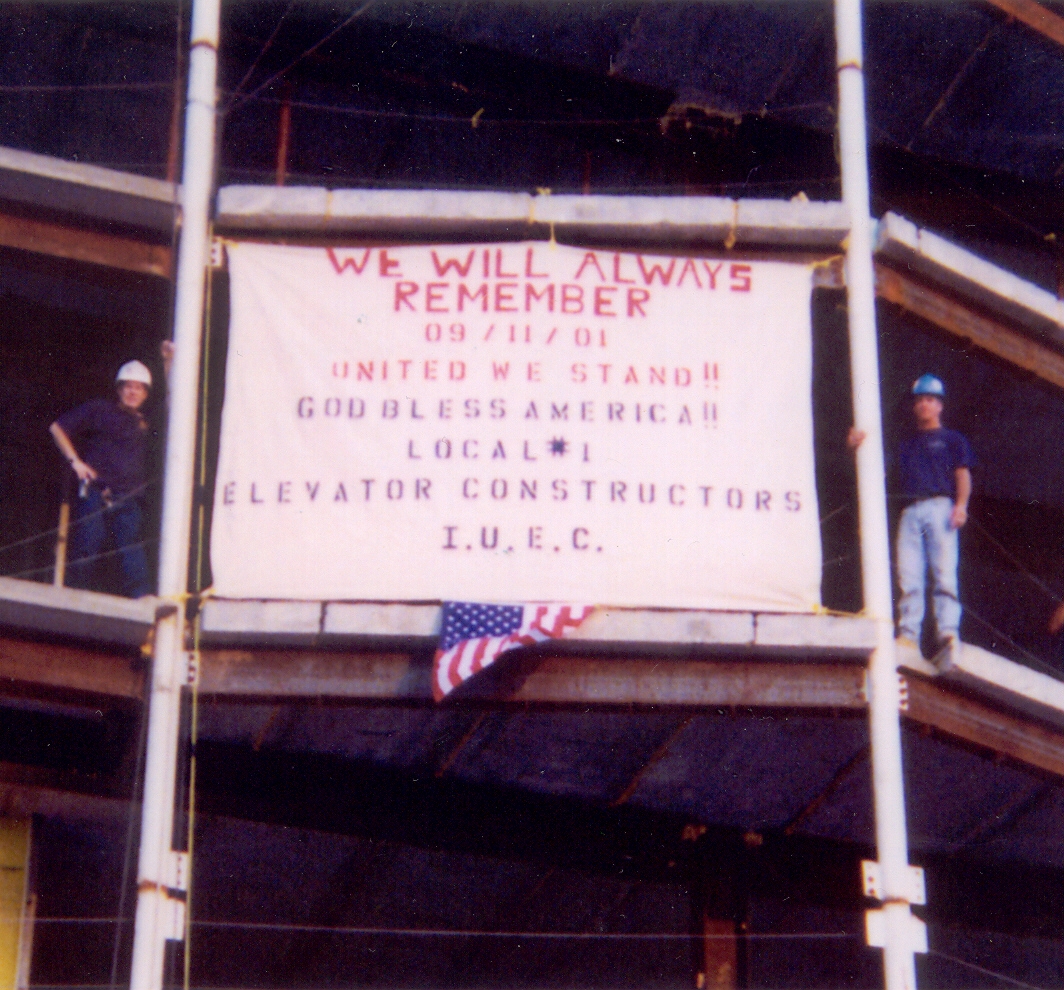 WE WILL ALWAYS
REMEMBER
09/11/01
UNITED WE STAND!!
GOD BLESS AMERICA!!
LOCAL #1
ELEVATOR CONSTRUCTORS
I.U.E.C.